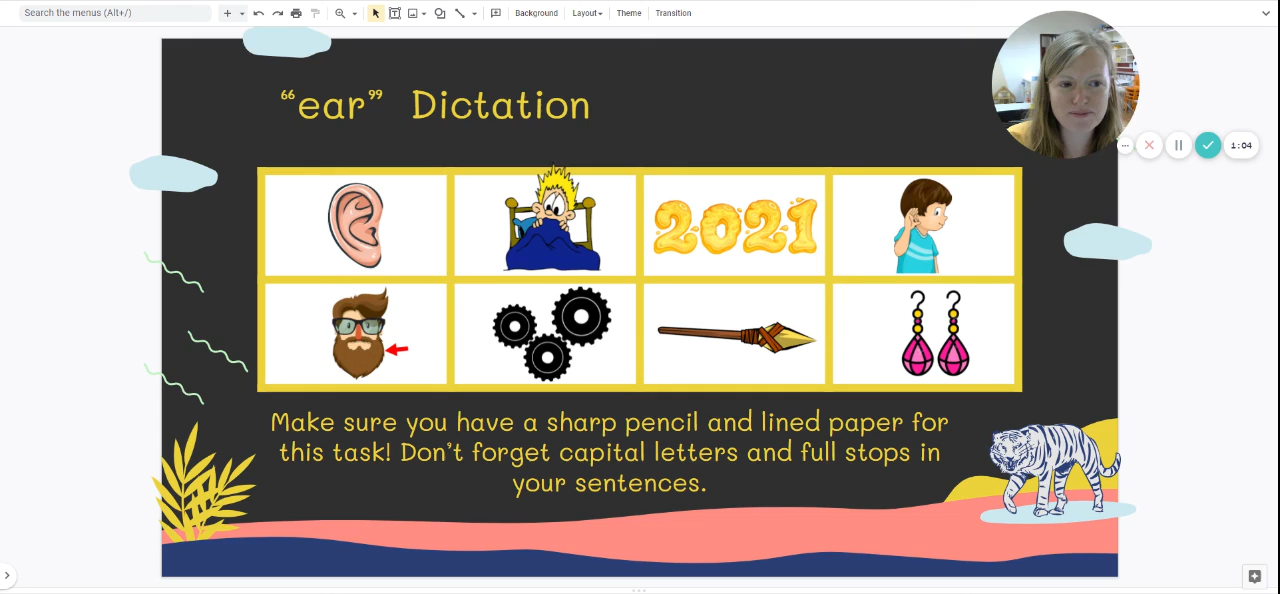 Search the menus (Alt+/)
Background
Layout
Theme
Transition
“ear” Dictation
1:04
2021
Make sure you have a sharp pencil and lined paper for
this task! Don't forget capital letters and full stops in
your sentences.